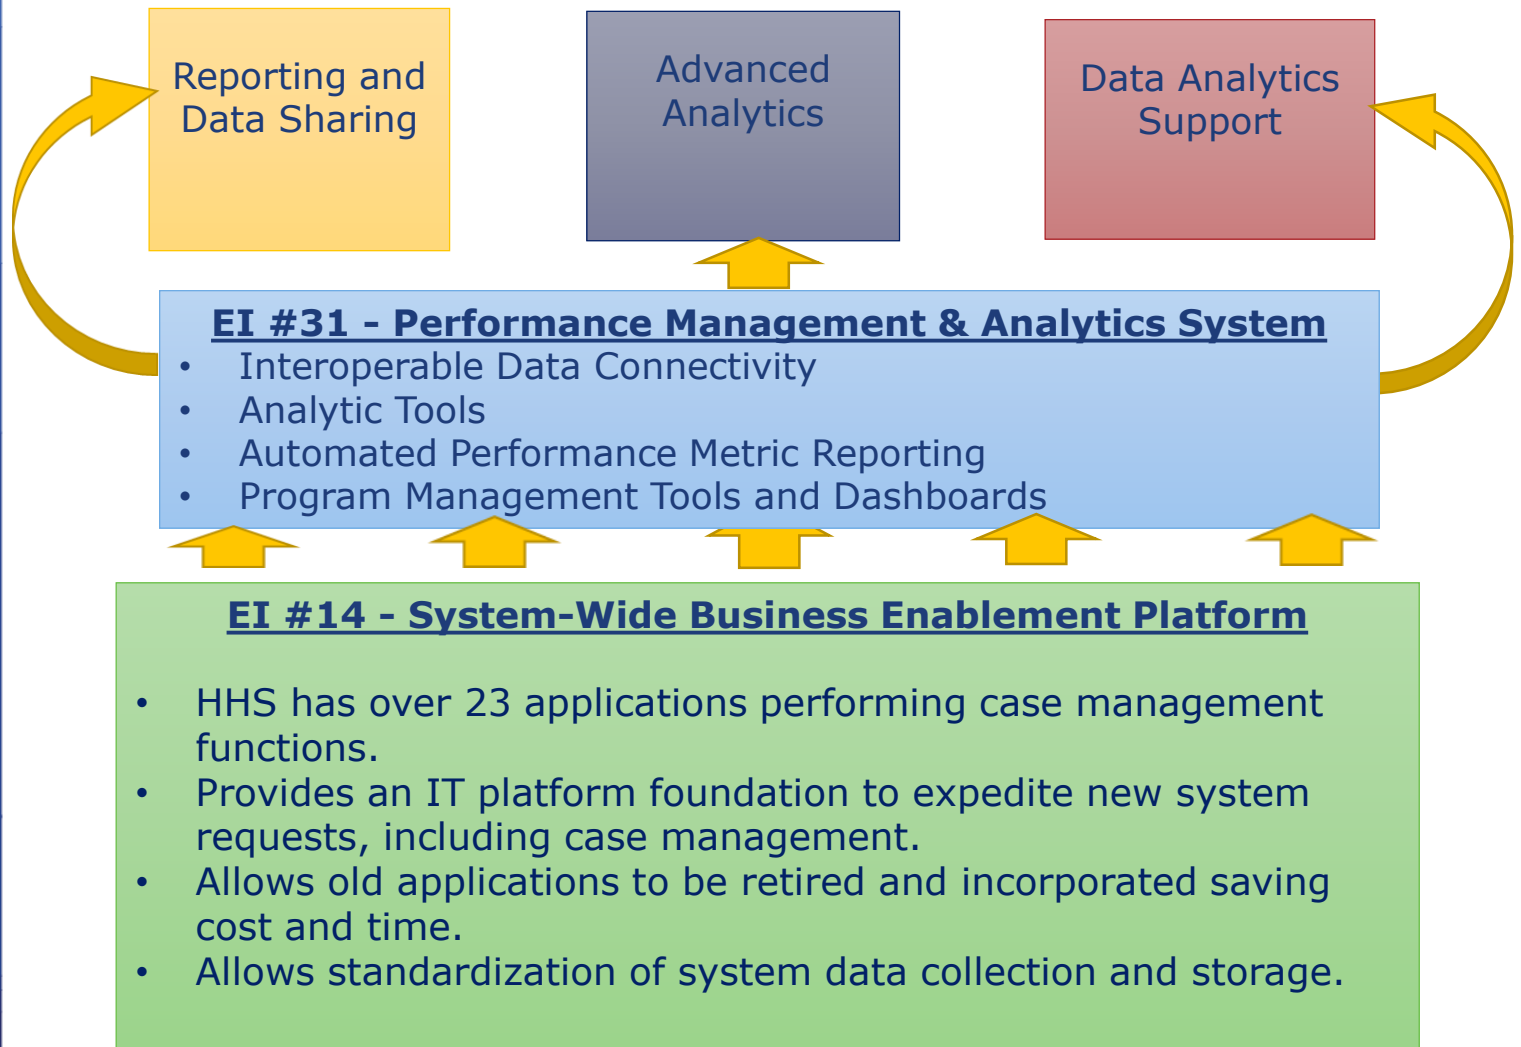 Reporting and
Data Sharing
Advanced
Analytics
Data Analytics
Support
EI #31 - Performance Management & Analytics System
• Interoperable Data Connectivity
• Analytic Tools
• Automated Performance Metric Reporting
• Program Management Tools and Dashboards
EI #14 - System-Wide Business Enablement Platform
• HHS has over 23 applications performing case management
functions.
• Provides an IT platform foundation to expedite new system
requests, including case management.
• Allows old applications to be retired and incorporated saving
cost and time.
• Allows standardization of system data collection and storage.